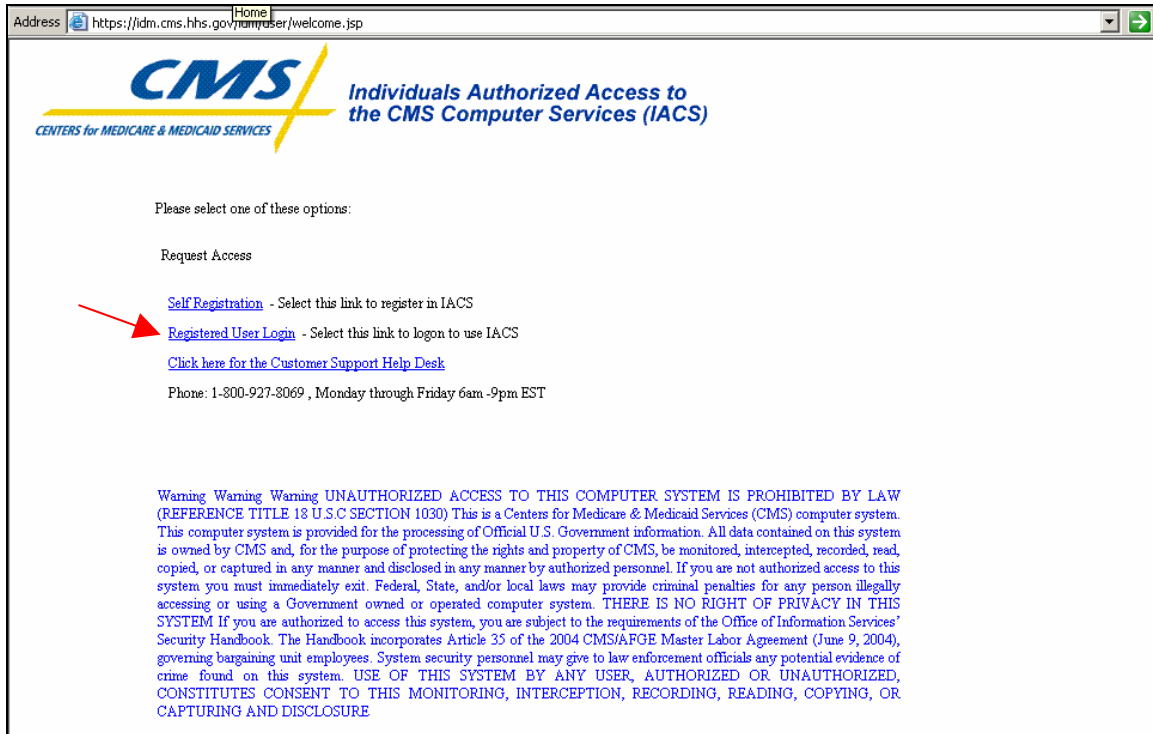 Home
Address https://idm.cms.hhs.gov/idm/user/welcome.jsp
CMS
CENTERS for MEDICARE & MEDICAID SERVICES
Individuals Authorized Access to
the CMS Computer Services (IACS)
Please select one of these options:
Request Access
Self Registration - Select this link to register in IACS
Registered User Login - Select this link to logon to use IACS
Click here for the Customer Support Help Desk
Phone: 1-800-927-8069 , Monday through Friday 6am -9pm EST
Warning Warning Warning UNAUTHORIZED ACCESS TO THIS COMPUTER SYSTEM IS PROHIBITED BY LAW
(REFERENCE TITLE 18 U.S.C SECTION 1030) This is a Centers for Medicare & Medicaid Services (CMS) computer system.
This computer system is provided for the processing of Official U.S. Government information. All data contained on this system
is owned by CMS and, for the purpose of protecting the rights and property of CMS, be monitored, intercepted, recorded, read,
copied, or captured in any manner and disclosed in any manner by authorized personnel. If you are not authorized access to this
system you must immediately exit. Federal, State, and/or local laws may provide criminal penalties for any person illegally
accessing or using a Government owned or operated computer system. THERE IS NO RIGHT OF PRIVACY IN THIS
SYSTEM If you are authorized to access this system, you are subject to the requirements of the Office of Information Services'
Security Handbook. The Handbook incorporates Article 35 of the 2004 CMS/AFGE Master Labor Agreement (June 9, 2004),
governing bargaining unit employees. System security personnel may give to law enforcement officials any potential evidence of
crime found on this system. USE OF THIS SYSTEM BY ANY USER, AUTHORIZED OR UNAUTHORIZED,
CONSTITUTES CONSENT TO THIS MONITORING, INTERCEPTION, RECORDING, READING, COPYING, OR
CAPTURING AND DISCLOSURE